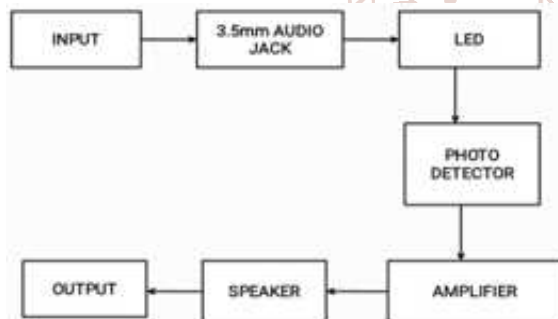 INPUT
3.5mm AUDIO
JACK
LED
PHOTO
DETECTOR
AMPLIFIER
SPEAKER
OUTPUT